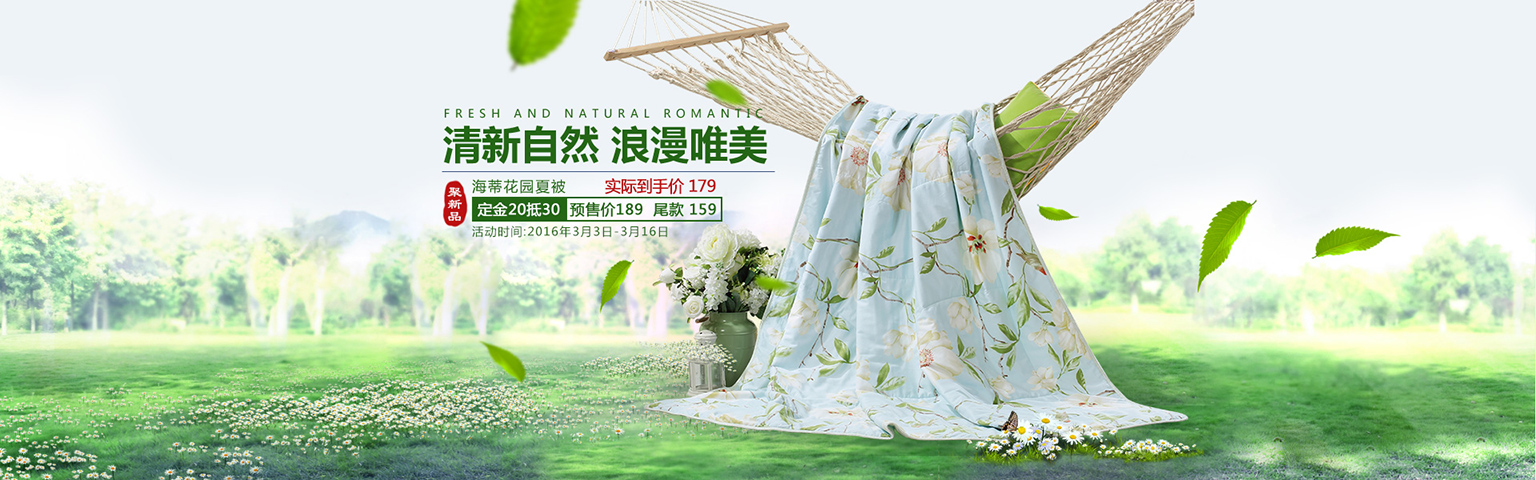 FRESH AND NATURAL ROMANTIC
清新自然 浪漫唯美
聚新品
海蒂花园夏被 实际到手价 179
定金20抵30 预售价189 尾款 159
活动时间:2016年3月3日-3月16日